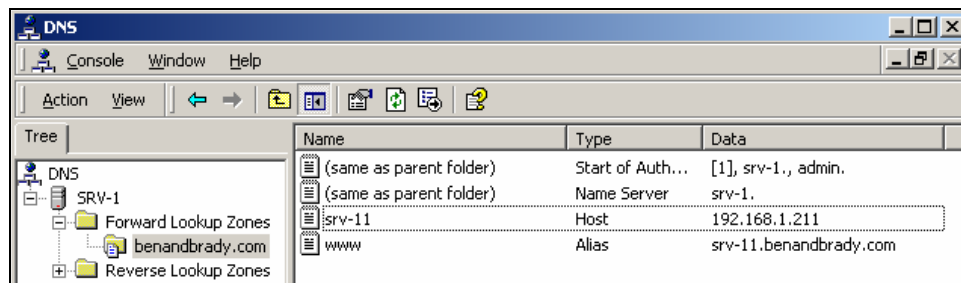 DNS
Console Window Help
Action View
Tree
DNS
SRV-1
Forward Lookup Zones
benandbrady.com
Reverse Lookup Zones
Name Type Data
(same as parent folder) Start of Auth... [1], srv-1., admin.
(same as parent folder) Name Server srv-1.
srv-11 Host 192.168.1.211
www Alias srv-11.benandbrady.com